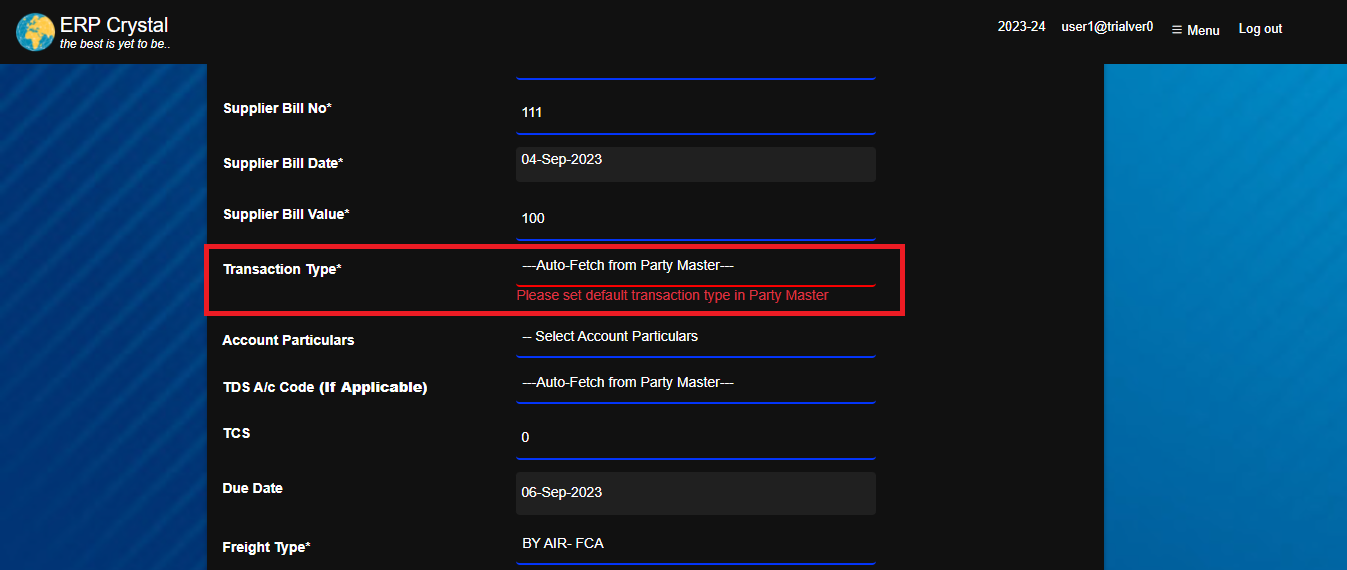 ERP Crystal
the best is yet to be..
2023-24 user1@trialver0 ☰ Menu Log out
Supplier Bill No* 111
Supplier Bill Date* 04-Sep-2023
Supplier Bill Value* 100
Transaction Type* ---Auto-Fetch from Party Master---
Please set default transaction type in Party Master
Account Particulars -- Select Account Particulars
TDS A/c Code (If Applicable) ---Auto-Fetch from Party Master---
TCS 0
Due Date 06-Sep-2023
Freight Type* BY AIR- FCA